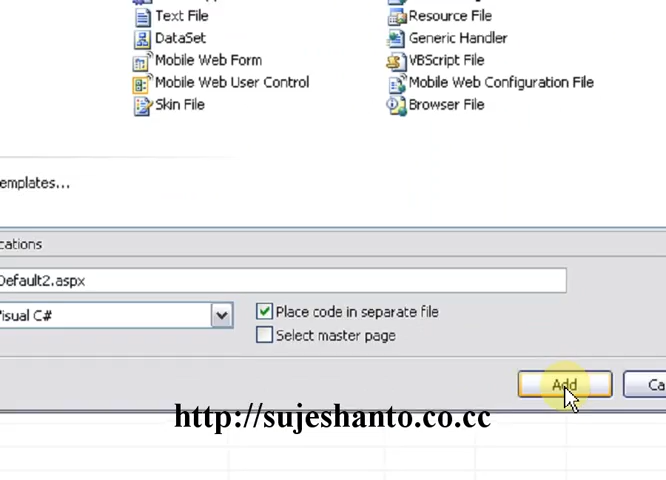 Text File
Resource File
DataSet
Generic Handler
Mobile Web Form
VBScript File
Mobile Web User Control
Mobile Web Configuration File
Skin File
Browser File
emplates...
cations
Default2.aspx
isual C#
Place code in separate file
Select master page
Add
Ca
http://sujeshanto.co.cc